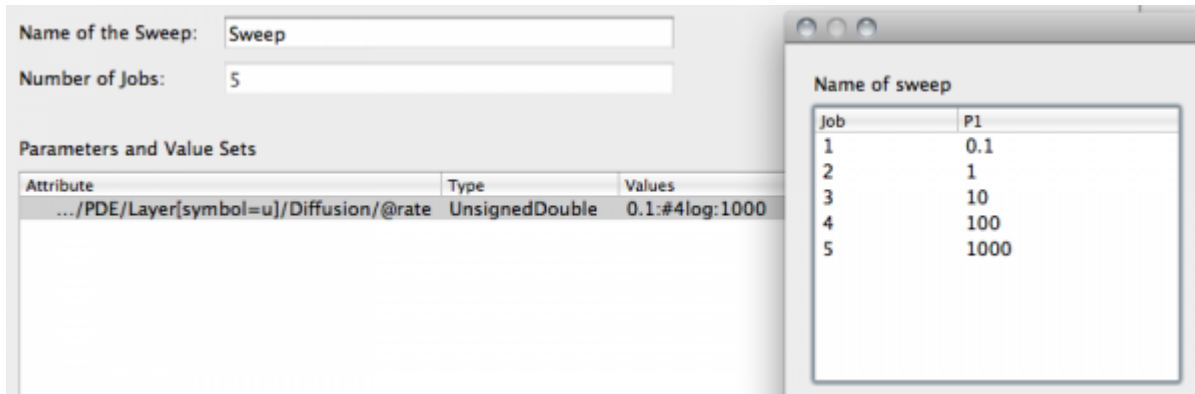 Name of the Sweep: Sweep
Number of Jobs: 5
Parameters and Value Sets
Attribute Type Values
.../PDE/Layer[symbol=u]/Diffusion/@rate UnsignedDouble 0.1:#4log:1000
Name of sweep
Job P1
1 0.1
2 1
3 10
4 100
5 1000